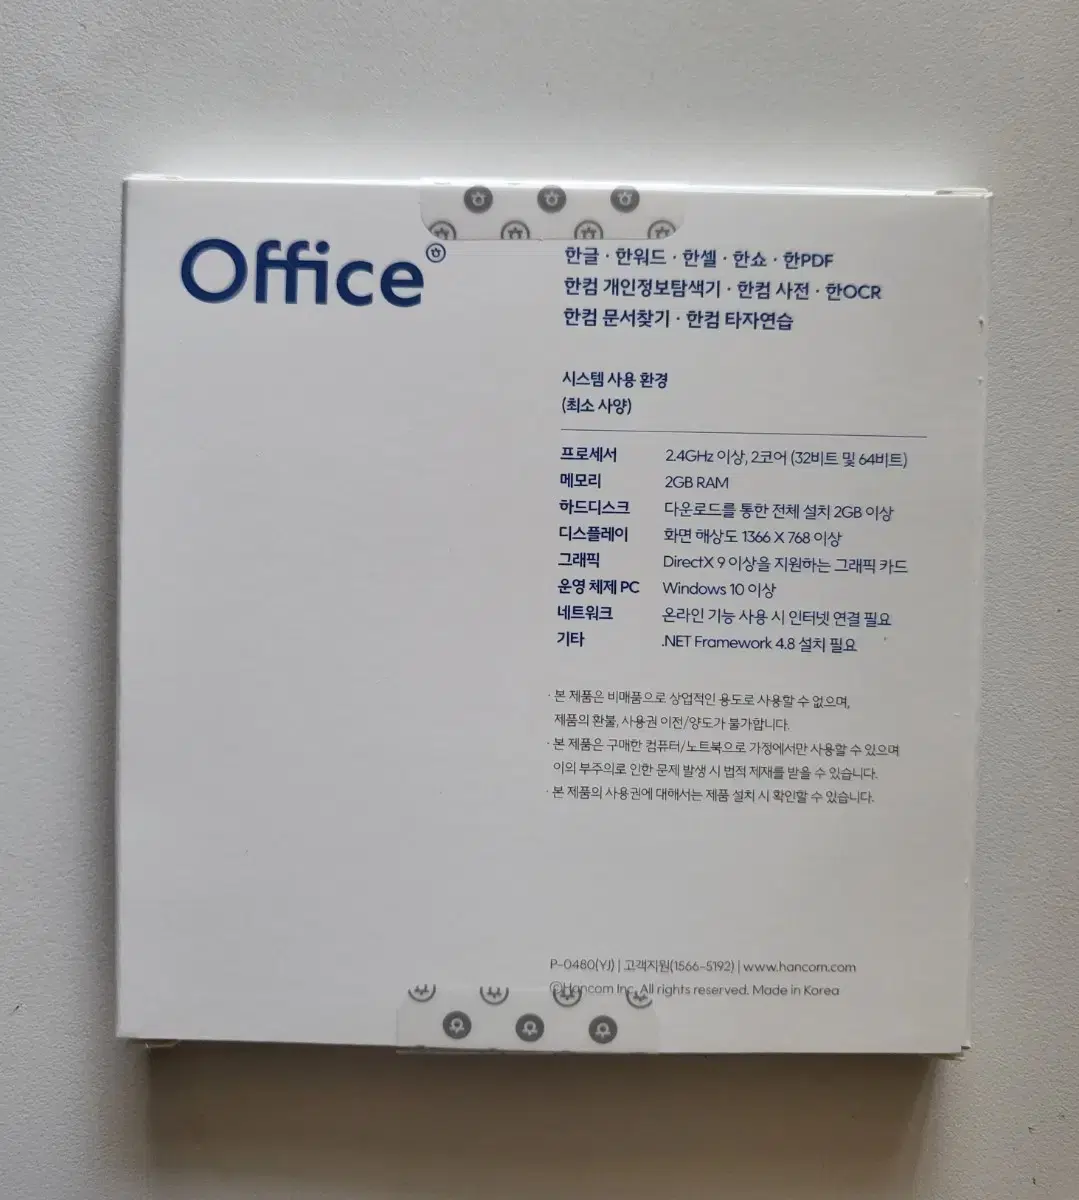 Office
한글 · 한워드 · 한셀 · 한쇼 · 한PDF
한컴 개인정보탐색기 · 한컴 사전 · 한OCR
한컴 문서찾기 · 한컴 타자연습
시스템 사용 환경
(최소 사양)
프로세서 2.4GHz 이상, 2코어 (32비트 및 64비트)
메모리 2GB RAM
하드디스크 다운로드를 통한 전체 설치 2GB 이상
디스플레이 화면 해상도 1366 X 768 이상
그래픽 DirectX 9 이상을 지원하는 그래픽 카드
운영 체제 PC Windows 10 이상
네트워크 온라인 기능 사용 시 인터넷 연결 필요
기타 .NET Framework 4.8 설치 필요
· 본 제품은 비매품으로 상업적인 용도로 사용할 수 없으며,
제품의 환불, 사용권 이전/양도가 불가합니다.
· 본 제품은 구매한 컴퓨터/노트북으로 가정에서만 사용할 수 있으며
이의 부주의로 인한 문제 발생 시 법적 제재를 받을 수 있습니다.
· 본 제품의 사용권에 대해서는 제품 설치 시 확인할 수 있습니다.
P-0480(YJ) | 고객지원(1566-5192) | www.hancom.com
ⓒHancom Inc. All rights reserved. Made in Korea